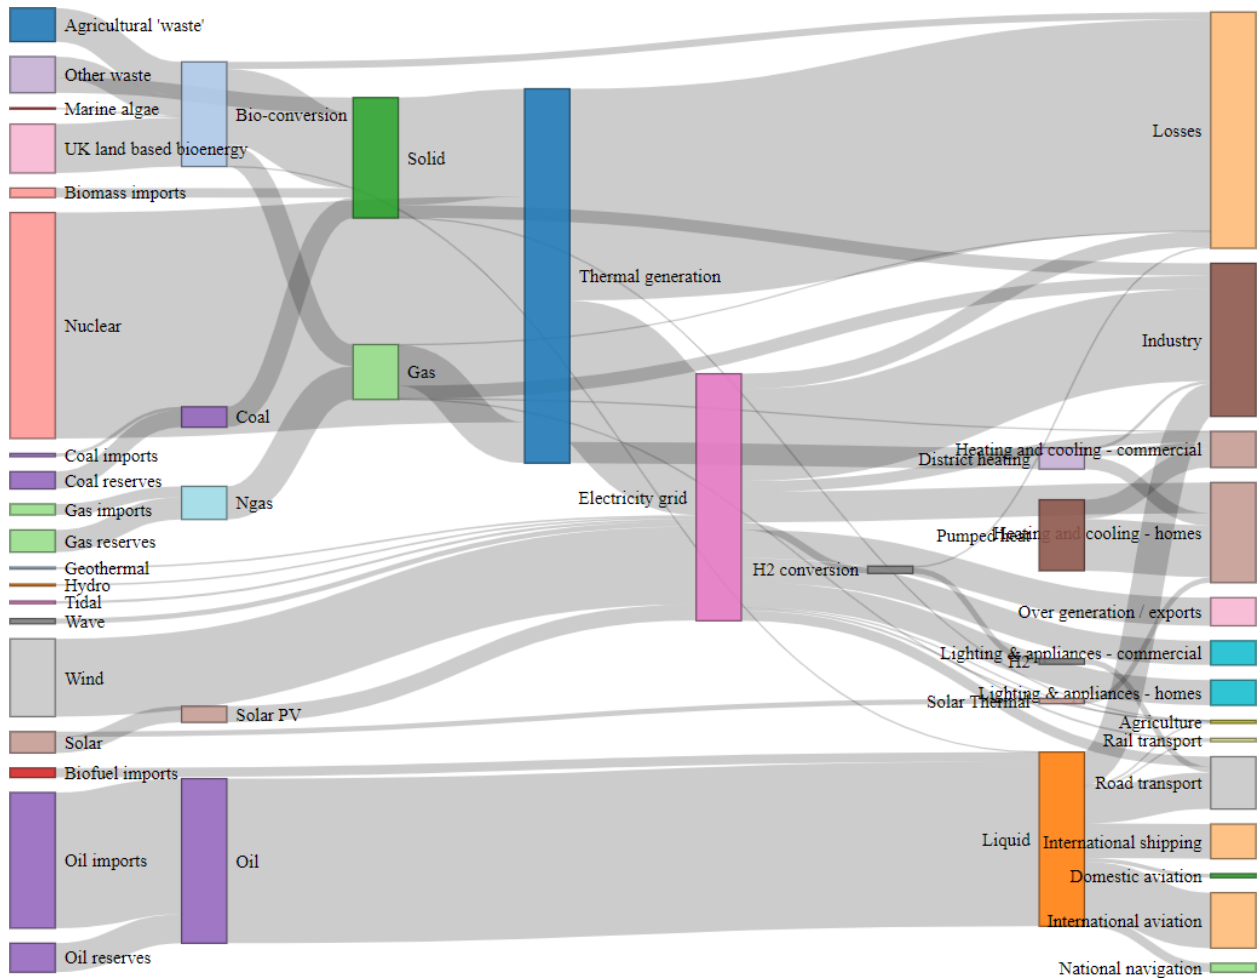 Agricultural 'waste'
Other waste
Marine algae
UK land based bioenergy
Biomass imports
Nuclear
Coal imports
Coal reserves
Gas imports
Gas reserves
Geothermal
Hydro
Tidal
Wave
Wind
Solar
Biofuel imports
Oil imports
Oil reserves
Bio-conversion
Coal
Ngas
Solar PV
Oil
Solid
Gas
Thermal generation
Electricity grid
H2 conversion
District heating
Pumped heat
H2
Solar Thermal
Liquid
Losses
Industry
Heating and cooling - commercial
Heating and cooling - homes
Over generation / exports
Lighting & appliances - commercial
Lighting & appliances - homes
Agriculture
Rail transport
Road transport
International shipping
Domestic aviation
International aviation
National navigation